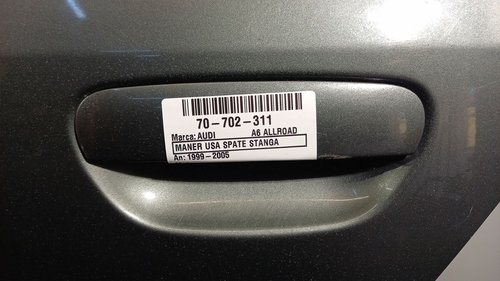 70-702-311
Marca: AUDI A6 ALLROAD
MANER USA SPATE STANGA
An: 1999-2005